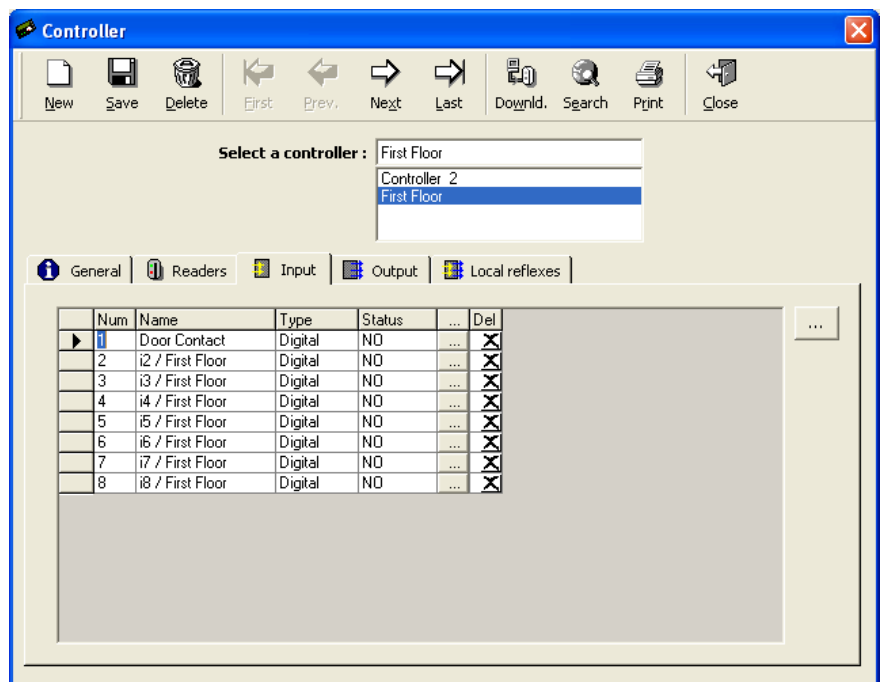 Controller
New Save Delete First Prev. Next Last Downld. Search Print Close
Select a controller : First Floor
Controller 2
First Floor
General Readers Input Output Local reflexes
Num Name Type Status ... Del
1 Door Contact Digital NO ... X
2 i2 / First Floor Digital NO ... X
3 i3 / First Floor Digital NO ... X
4 i4 / First Floor Digital NO ... X
5 i5 / First Floor Digital NO ... X
6 i6 / First Floor Digital NO ... X
7 i7 / First Floor Digital NO ... X
8 i8 / First Floor Digital NO ... X
...